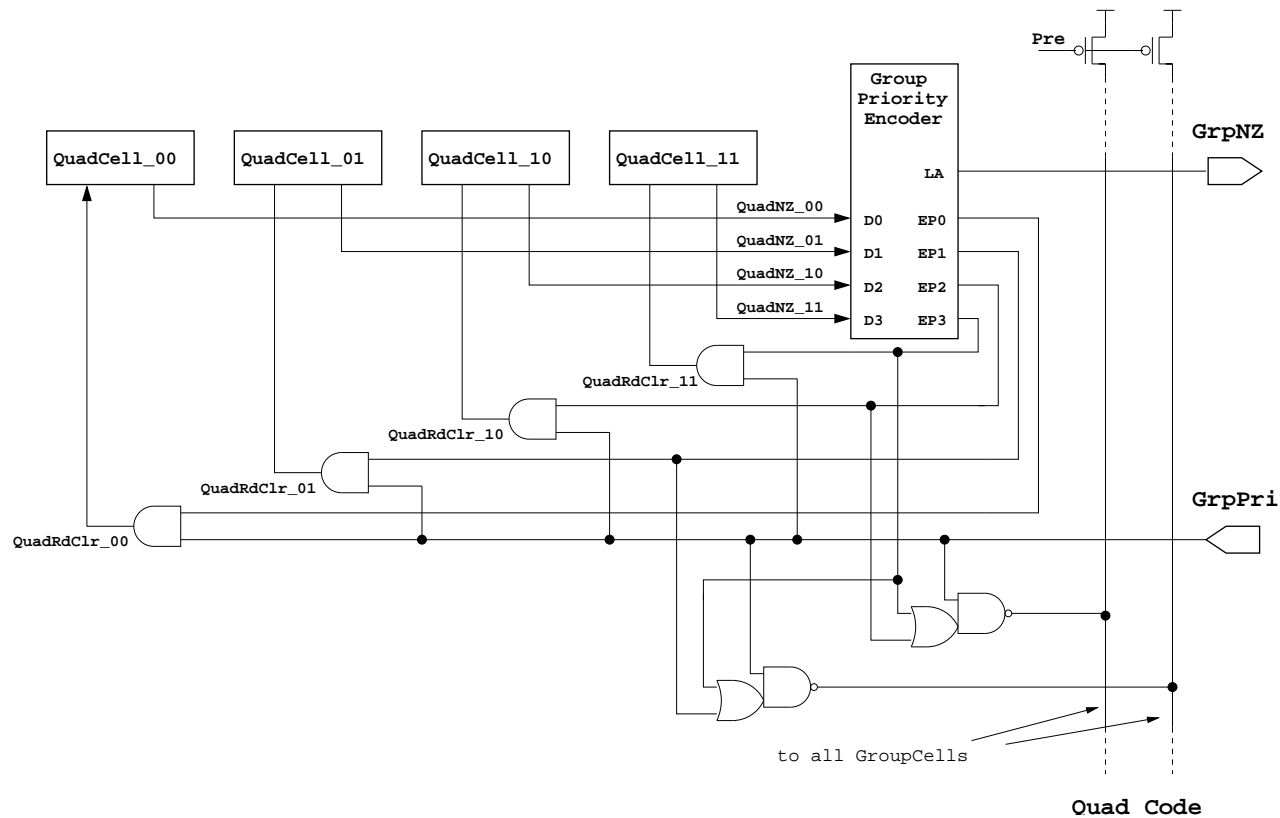 Pre
Group
Priority
Encoder
GrpNZ
QuadCell_00
QuadCell_01
QuadCell_10
QuadCell_11
LA
QuadNZ_00
D0
EP0
QuadNZ_01
D1
EP1
QuadNZ_10
D2
EP2
QuadNZ_11
D3
EP3
QuadRdClr_11
QuadRdClr_10
QuadRdClr_01
GrpPri
QuadRdClr_00
to all GroupCells
Quad Code